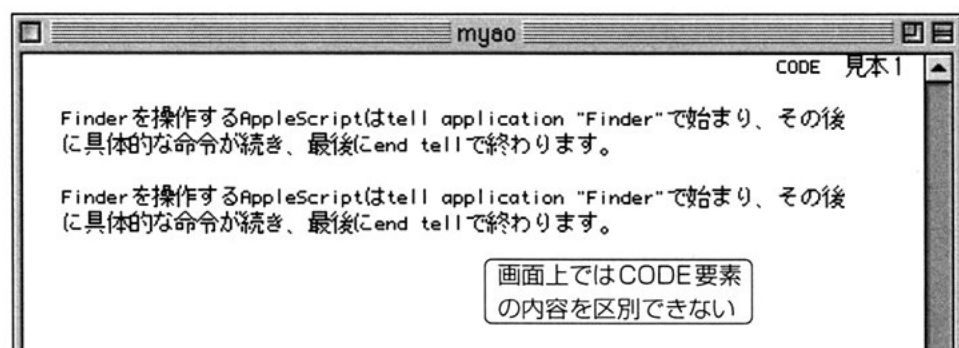 myao
CODE 見本1
Finderを操作するAppleScriptはtell application "Finder"で始まり、その後
に具体的な命令が続き、最後にend tellで終わります。
Finderを操作するAppleScriptはtell application "Finder"で始まり、その後
に具体的な命令が続き、最後にend tellで終わります。
画面上ではCODE要素
の内容を区別できない